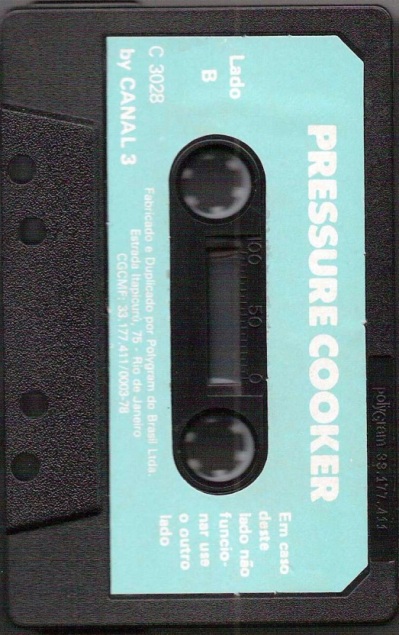 PRESSURE COOKER
Lado
B
C 3028
by CANAL 3
100 50 0
Em caso
deste
lado não
funcio-
nar use
o outro
lado
Fabricado e Duplicado por Polygram do Brasil Ltda.
Estrada Itapicuru, 75 - Rio de Janeiro
CGCMF: 33.177.411/0003-78
polygram 33.177.411